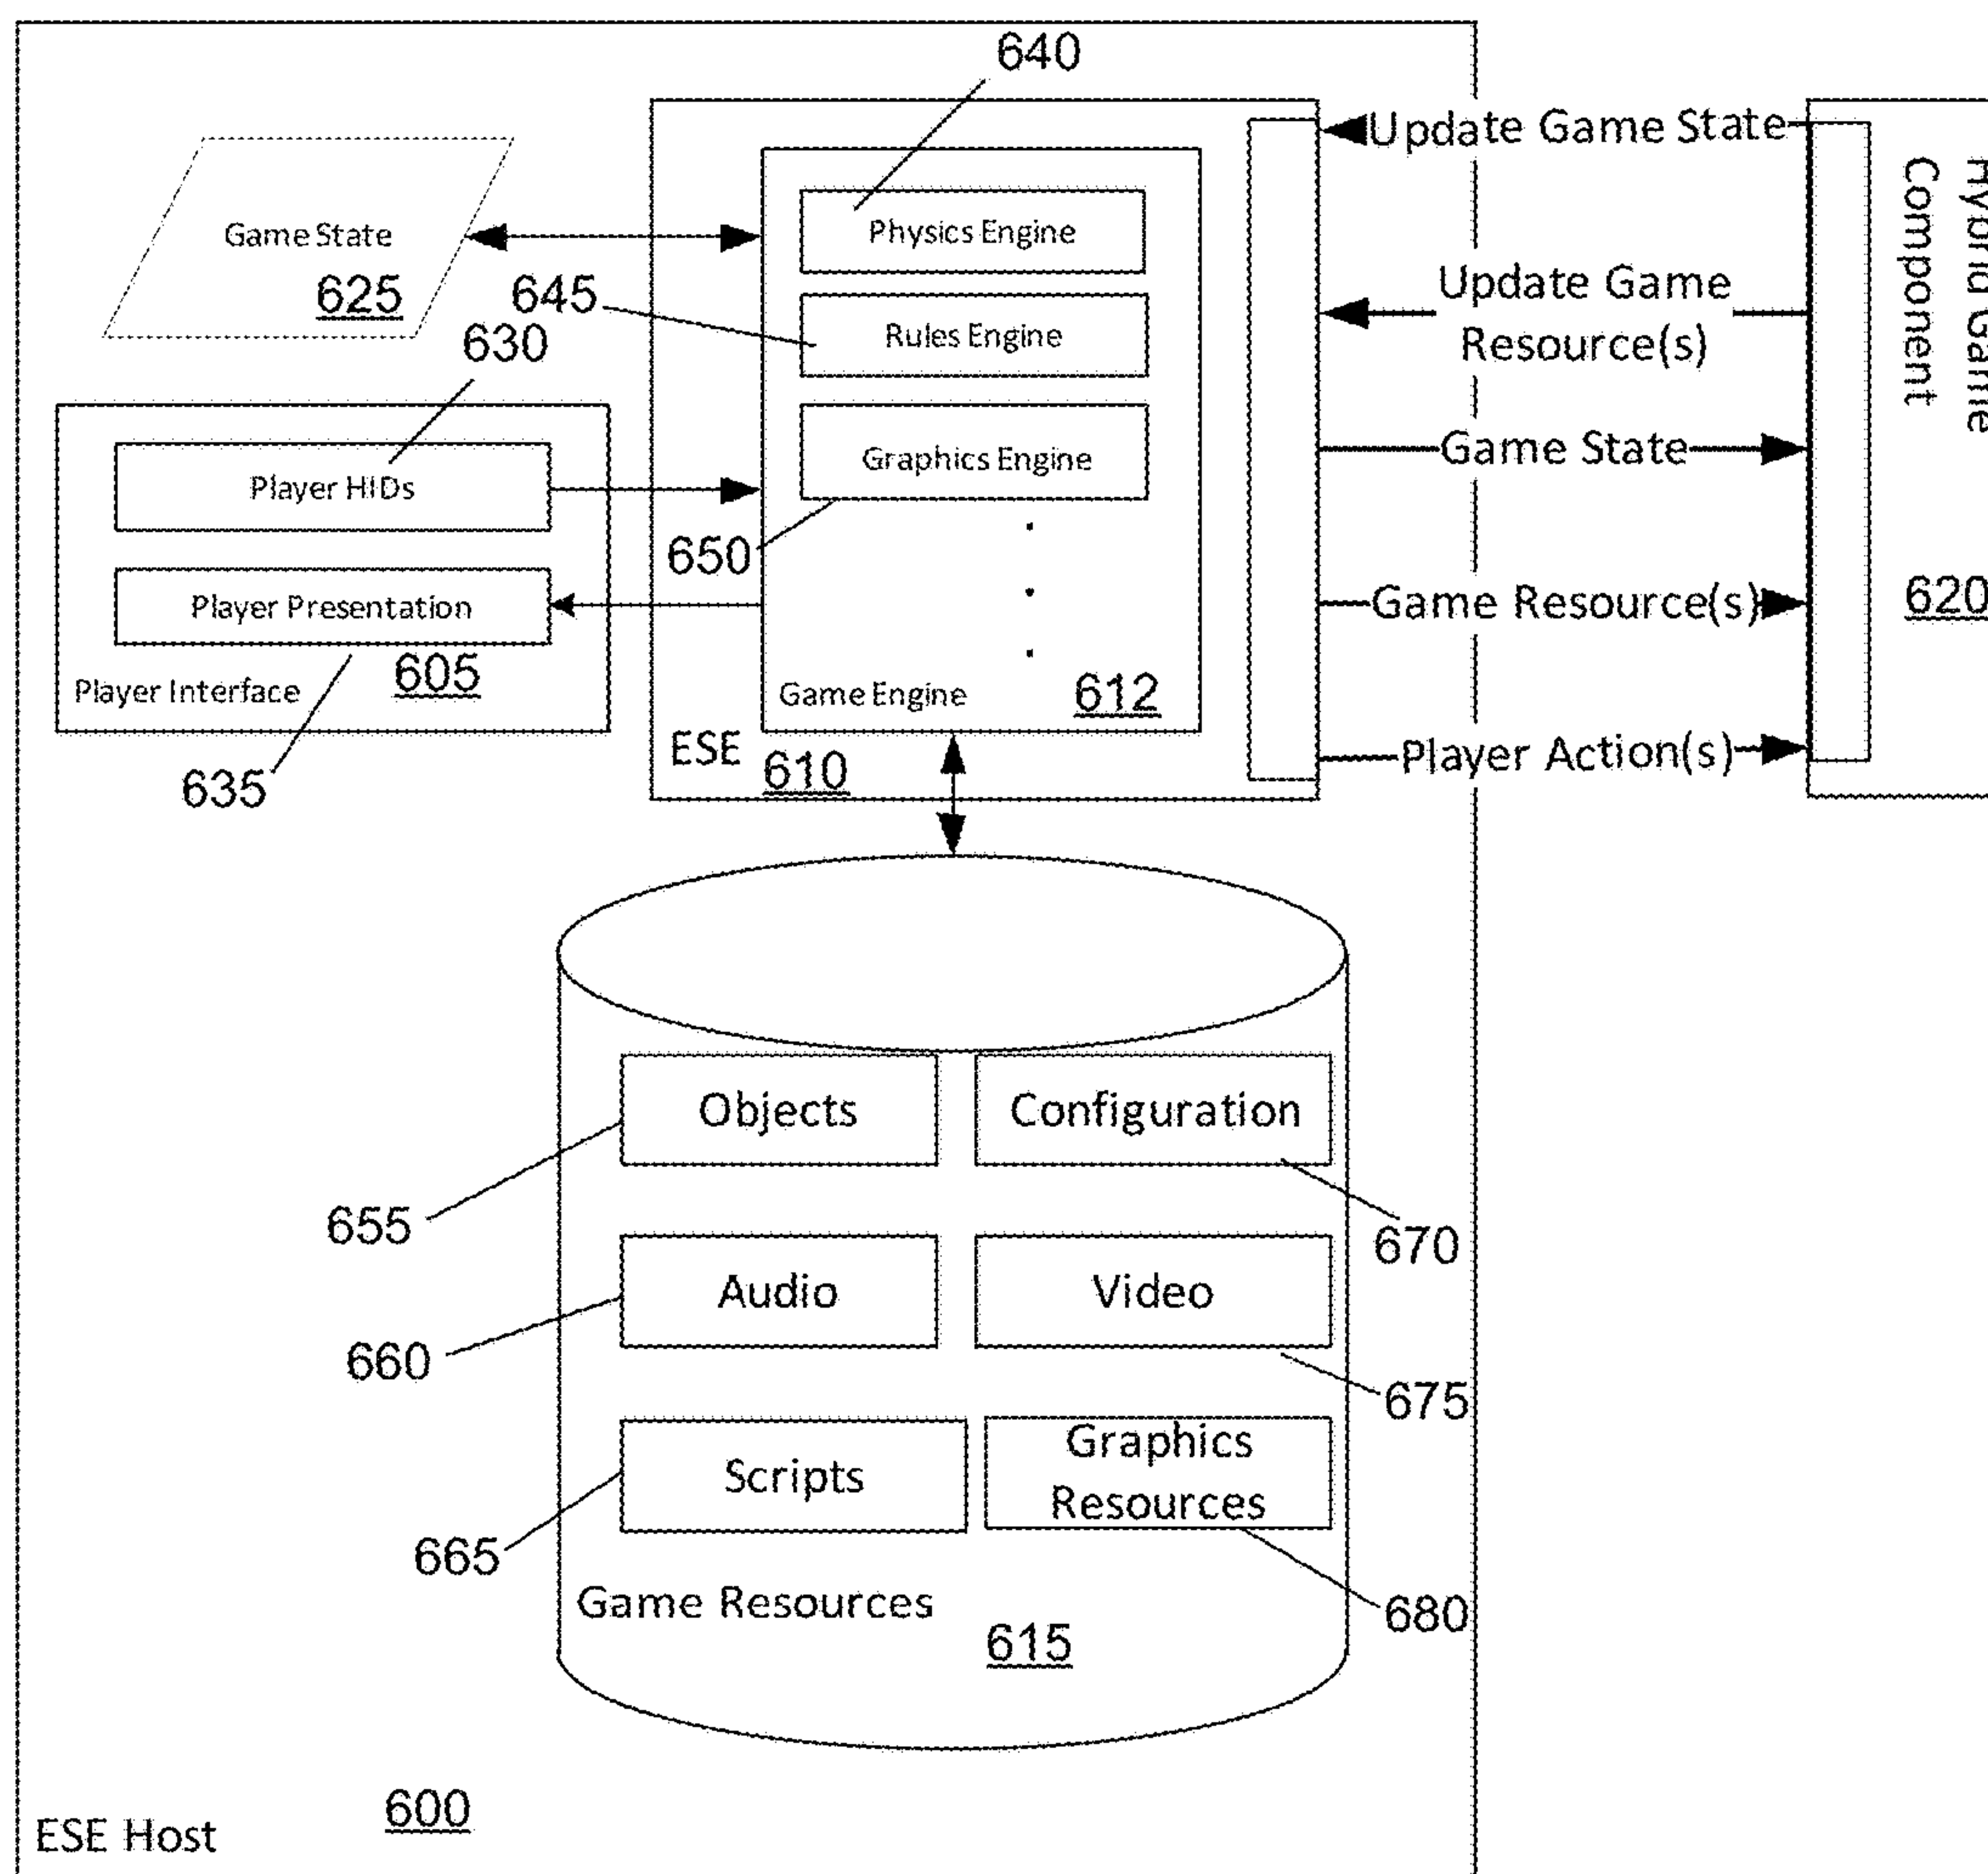 640
Update Game State
Game State
625
645
630
Physics Engine
Rules Engine
Graphics Engine
650
Game Engine
612
ESE
610
Player HIDs
Player Presentation
Player Interface
605
635
Update Game
Resource(s)
Game State
Game Resource(s)
Player Action(s)
Hybrid Game
Component
620
Objects
Configuration
655
670
Audio
Video
660
675
Scripts
Graphics
Resources
665
680
Game Resources
615
ESE Host
600